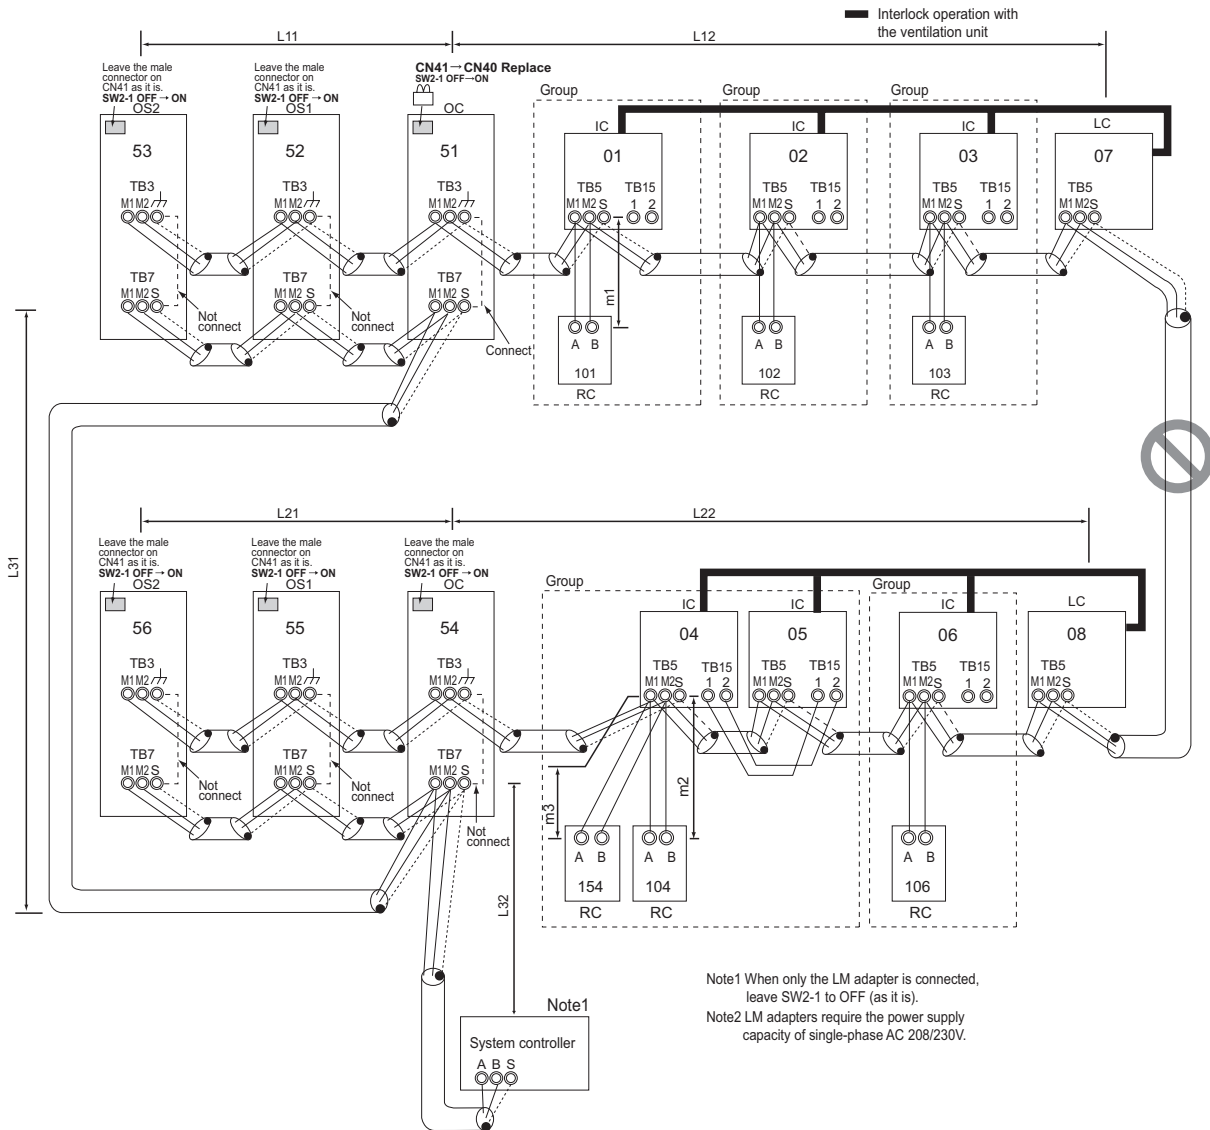 Interlock operation with
the ventilation unit
L11
L12
Leave the male
connector on
CN41 as it is.
SW2-1 OFF → ON
OS2
Leave the male
connector on
CN41 as it is.
SW2-1 OFF → ON
OS1
CN41→CN40 Replace
SW2-1 OFF→ON
OC
Group
Group
Group
IC
IC
IC
LC
53
52
51
01
02
03
07
TB3
TB3
TB3
TB5 TB15
TB5 TB15
TB5 TB15
TB5
M1 M2
M1 M2
M1 M2
M1 M2 S 1 2
M1 M2 S 1 2
M1 M2 S 1 2
M1 M2 S
TB7
TB7
TB7
M1 M2 S
M1 M2 S
M1 M2 S
Not
connect
Not
connect
Connect
m1
A B
101
RC
A B
102
RC
A B
103
RC
L31
L21
L22
Leave the male
connector on
CN41 as it is.
SW2-1 OFF → ON
OS2
Leave the male
connector on
CN41 as it is.
SW2-1 OFF → ON
OS1
Leave the male
connector on
CN41 as it is.
SW2-1 OFF → ON
OC
Group
Group
IC
IC
IC
LC
56
55
54
04
05
06
08
TB3
TB3
TB3
TB5 TB15
TB5 TB15
TB5 TB15
TB5
M1 M2
M1 M2
M1 M2
M1 M2 S 1 2
M1 M2 S 1 2
M1 M2 S 1 2
M1 M2 S
TB7
TB7
TB7
M1 M2 S
M1 M2 S
M1 M2 S
Not
connect
Not
connect
Not
connect
m3
m2
A B
154
RC
A B
104
RC
A B
106
RC
L32
Note1
System controller
A B S
Note1 When only the LM adapter is connected,
leave SW2-1 to OFF (as it is).
Note2 LM adapters require the power supply
capacity of single-phase AC 208/230V.